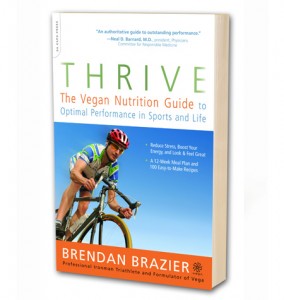 "An authoritative guide to outstanding performance."
—Neal D. Barnard, M.D., president, Physicians
Committee for Responsible Medicine
THRIVE
The Vegan Nutrition Guide to
Optimal Performance in Sports and Life
• Reduce Stress, Boost Your
Energy, and Look & Feel Great
• A 12-Week Meal Plan and
100 Easy-to-Make Recipes
BRENDAN BRAZIER
Professional Ironman Triathlete and Formulator of Vega